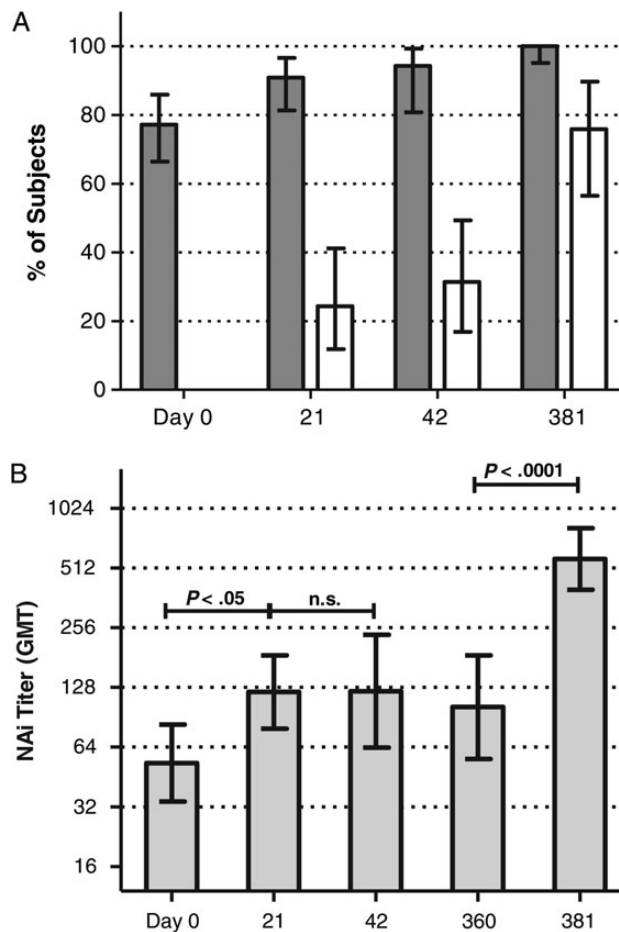 A
% of Subjects
100
80
60
40
20
0
Day 0 21 42 381
B
NAi Titer (GMT)
P < .0001
1024
512
P < .05 n.s.
256
128
64
32
16
Day 0 21 42 360 381